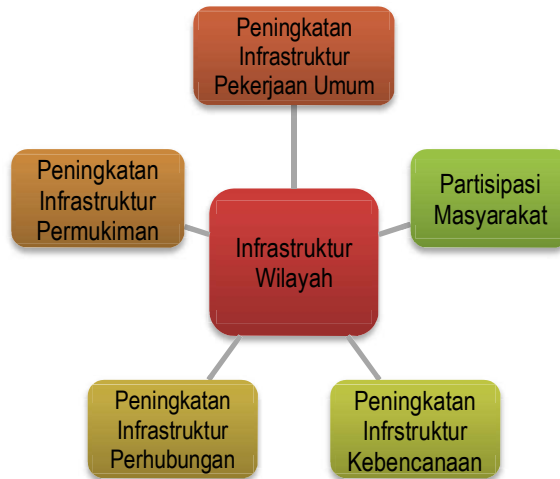 Peningkatan
Infrastruktur
Pekerjaan Umum
Peningkatan
Infrastruktur
Permukiman
Partisipasi
Masyarakat
Infrastruktur
Wilayah
Peningkatan
Infrastruktur
Perhubungan
Peningkatan
Infrstruktur
Kebencanaan